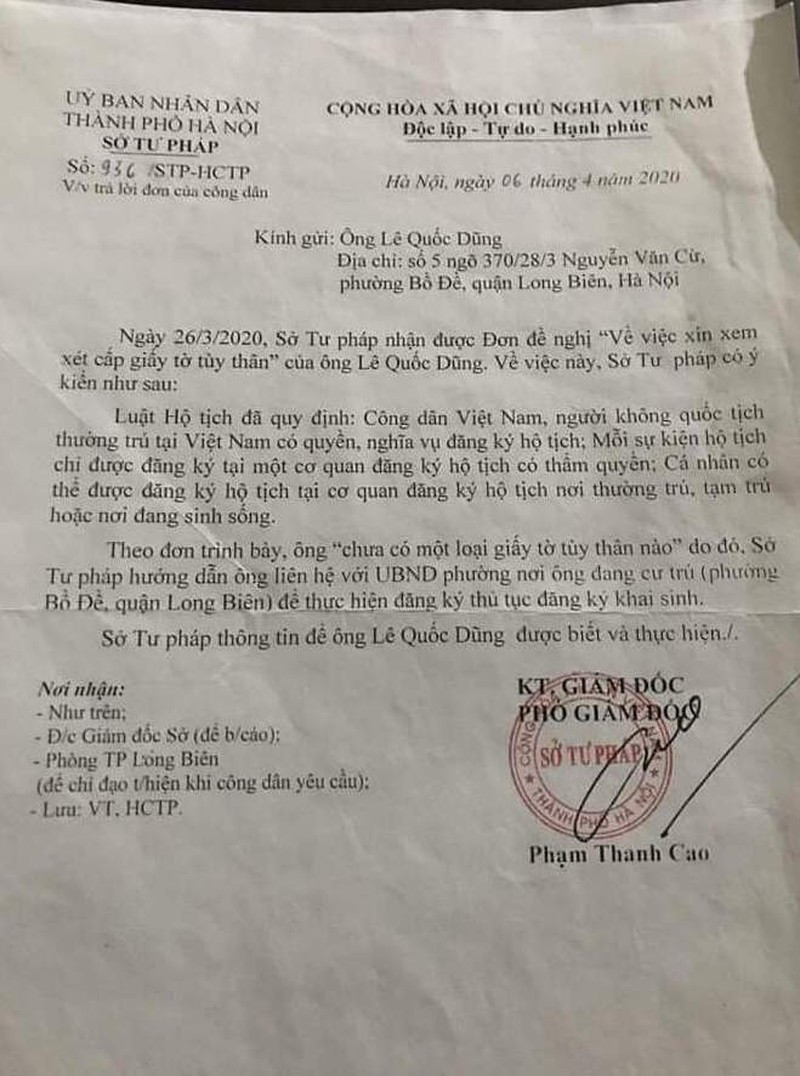 UỶ BAN NHÂN DÂN
THÀNH PHỐ HÀ NỘI
SỞ TƯ PHÁP
Số: 936 /STP-HCTP
V/v trả lời đơn của công dân
CỘNG HÒA XÃ HỘI CHỦ NGHĨA VIỆT NAM
Độc lập - Tự do - Hạnh phúc
Hà Nội, ngày 06 tháng 4 năm 2020
Kính gửi: Ông Lê Quốc Dũng
Địa chỉ: số 5 ngõ 370/28/3 Nguyễn Văn Cừ,
phường Bồ Đề, quận Long Biên, Hà Nội
Ngày 26/3/2020, Sở Tư pháp nhận được Đơn đề nghị “Về việc xin xem
xét cấp giấy tờ tùy thân” của ông Lê Quốc Dũng. Về việc này, Sở Tư pháp có ý
kiến như sau:
Luật Hộ tịch đã quy định: Công dân Việt Nam, người không quốc tịch
thường trú tại Việt Nam có quyền, nghĩa vụ đăng ký hộ tịch; Mỗi sự kiện hộ tịch
chỉ được đăng ký tại một cơ quan đăng ký hộ tịch có thẩm quyền; Cá nhân có
thể được đăng ký hộ tịch tại cơ quan đăng ký hộ tịch nơi thường trú, tạm trú
hoặc nơi đang sinh sống.
Theo đơn trình bày, ông “chưa có một loại giấy tờ tùy thân nào” do đó, Sở
Tư pháp hướng dẫn ông liên hệ với UBND phường nơi ông đang cư trú (phường
Bồ Đề, quận Long Biên) để thực hiện đăng ký thủ tục đăng ký khai sinh.
Sở Tư pháp thông tin để ông Lê Quốc Dũng được biết và thực hiện./.
Nơi nhận:
- Như trên;
- Đ/c Giám đốc Sở (để b/cáo);
- Phòng TP Long Biên
(để chỉ đạo t/hiện khi công dân yêu cầu);
- Lưu: VT, HCTP.
KT. GIÁM ĐỐC
PHÓ GIÁM ĐỐC
SỞ TƯ PHÁP
THÀNH PHỐ HÀ NỘI
Phạm Thanh Cao